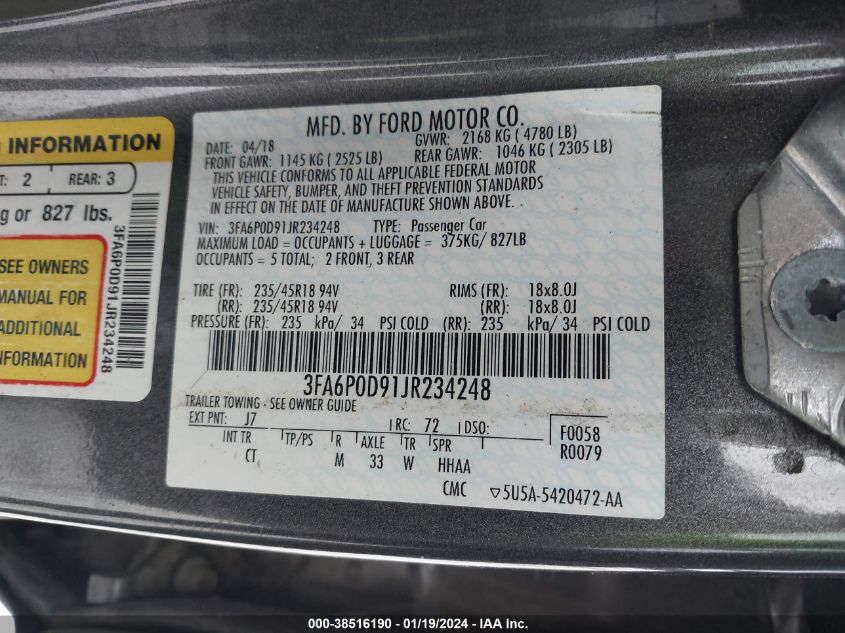 INFORMATION
2 REAR: 3
g or 827 lbs.
SEE OWNERS
MANUAL FOR
ADDITIONAL
INFORMATION
3FA6P0D91JR234248
MFD. BY FORD MOTOR CO.
DATE: 04/18 GVWR: 2168 KG ( 4780 LB)
FRONT GAWR: 1145 KG ( 2525 LB) REAR GAWR: 1046 KG ( 2305 LB)
THIS VEHICLE CONFORMS TO ALL APPLICABLE FEDERAL MOTOR
VEHICLE SAFETY, BUMPER, AND THEFT PREVENTION STANDARDS
IN EFFECT ON THE DATE OF MANUFACTURE SHOWN ABOVE.
VIN: 3FA6P0D91JR234248 TYPE: Passenger Car
MAXIMUM LOAD = OCCUPANTS + LUGGAGE = 375KG/ 827LB
OCCUPANTS = 5 TOTAL; 2 FRONT, 3 REAR
TIRE (FR): 235/45R18 94V RIMS (FR): 18x8.0J
(RR): 235/45R18 94V (RR): 18x8.0J
PRESSURE (FR): 235 kPa/ 34 PSI COLD (RR): 235 kPa/ 34 PSI COLD
3FA6P0D91JR234248
TRAILER TOWING - SEE OWNER GUIDE
EXT PNT: J7 RC: 72 DSO: F0058
INT TR TP/PS R AXLE TR SPR R0079
CT M 33 W HHAA
CMC ▽5U5A-5420472-AA
000-38516190 - 01/19/2024 - IAA Inc.